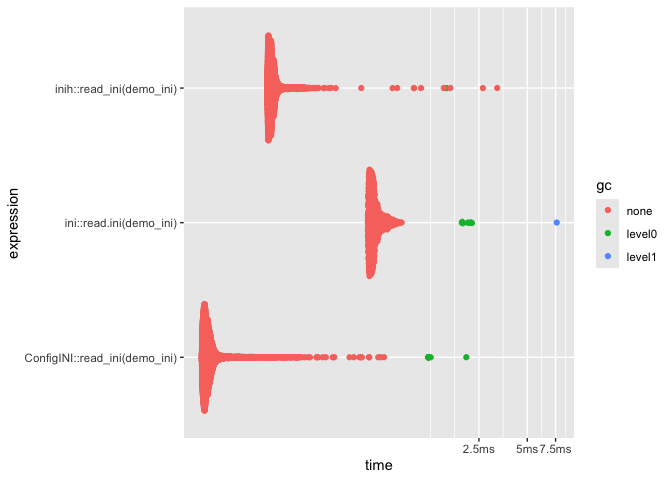 expression
inih::read_ini(demo_ini)
ini::read.ini(demo_ini)
ConfigINI::read_ini(demo_ini)
2.5ms 5ms 7.5ms
time
gc
none
level0
level1